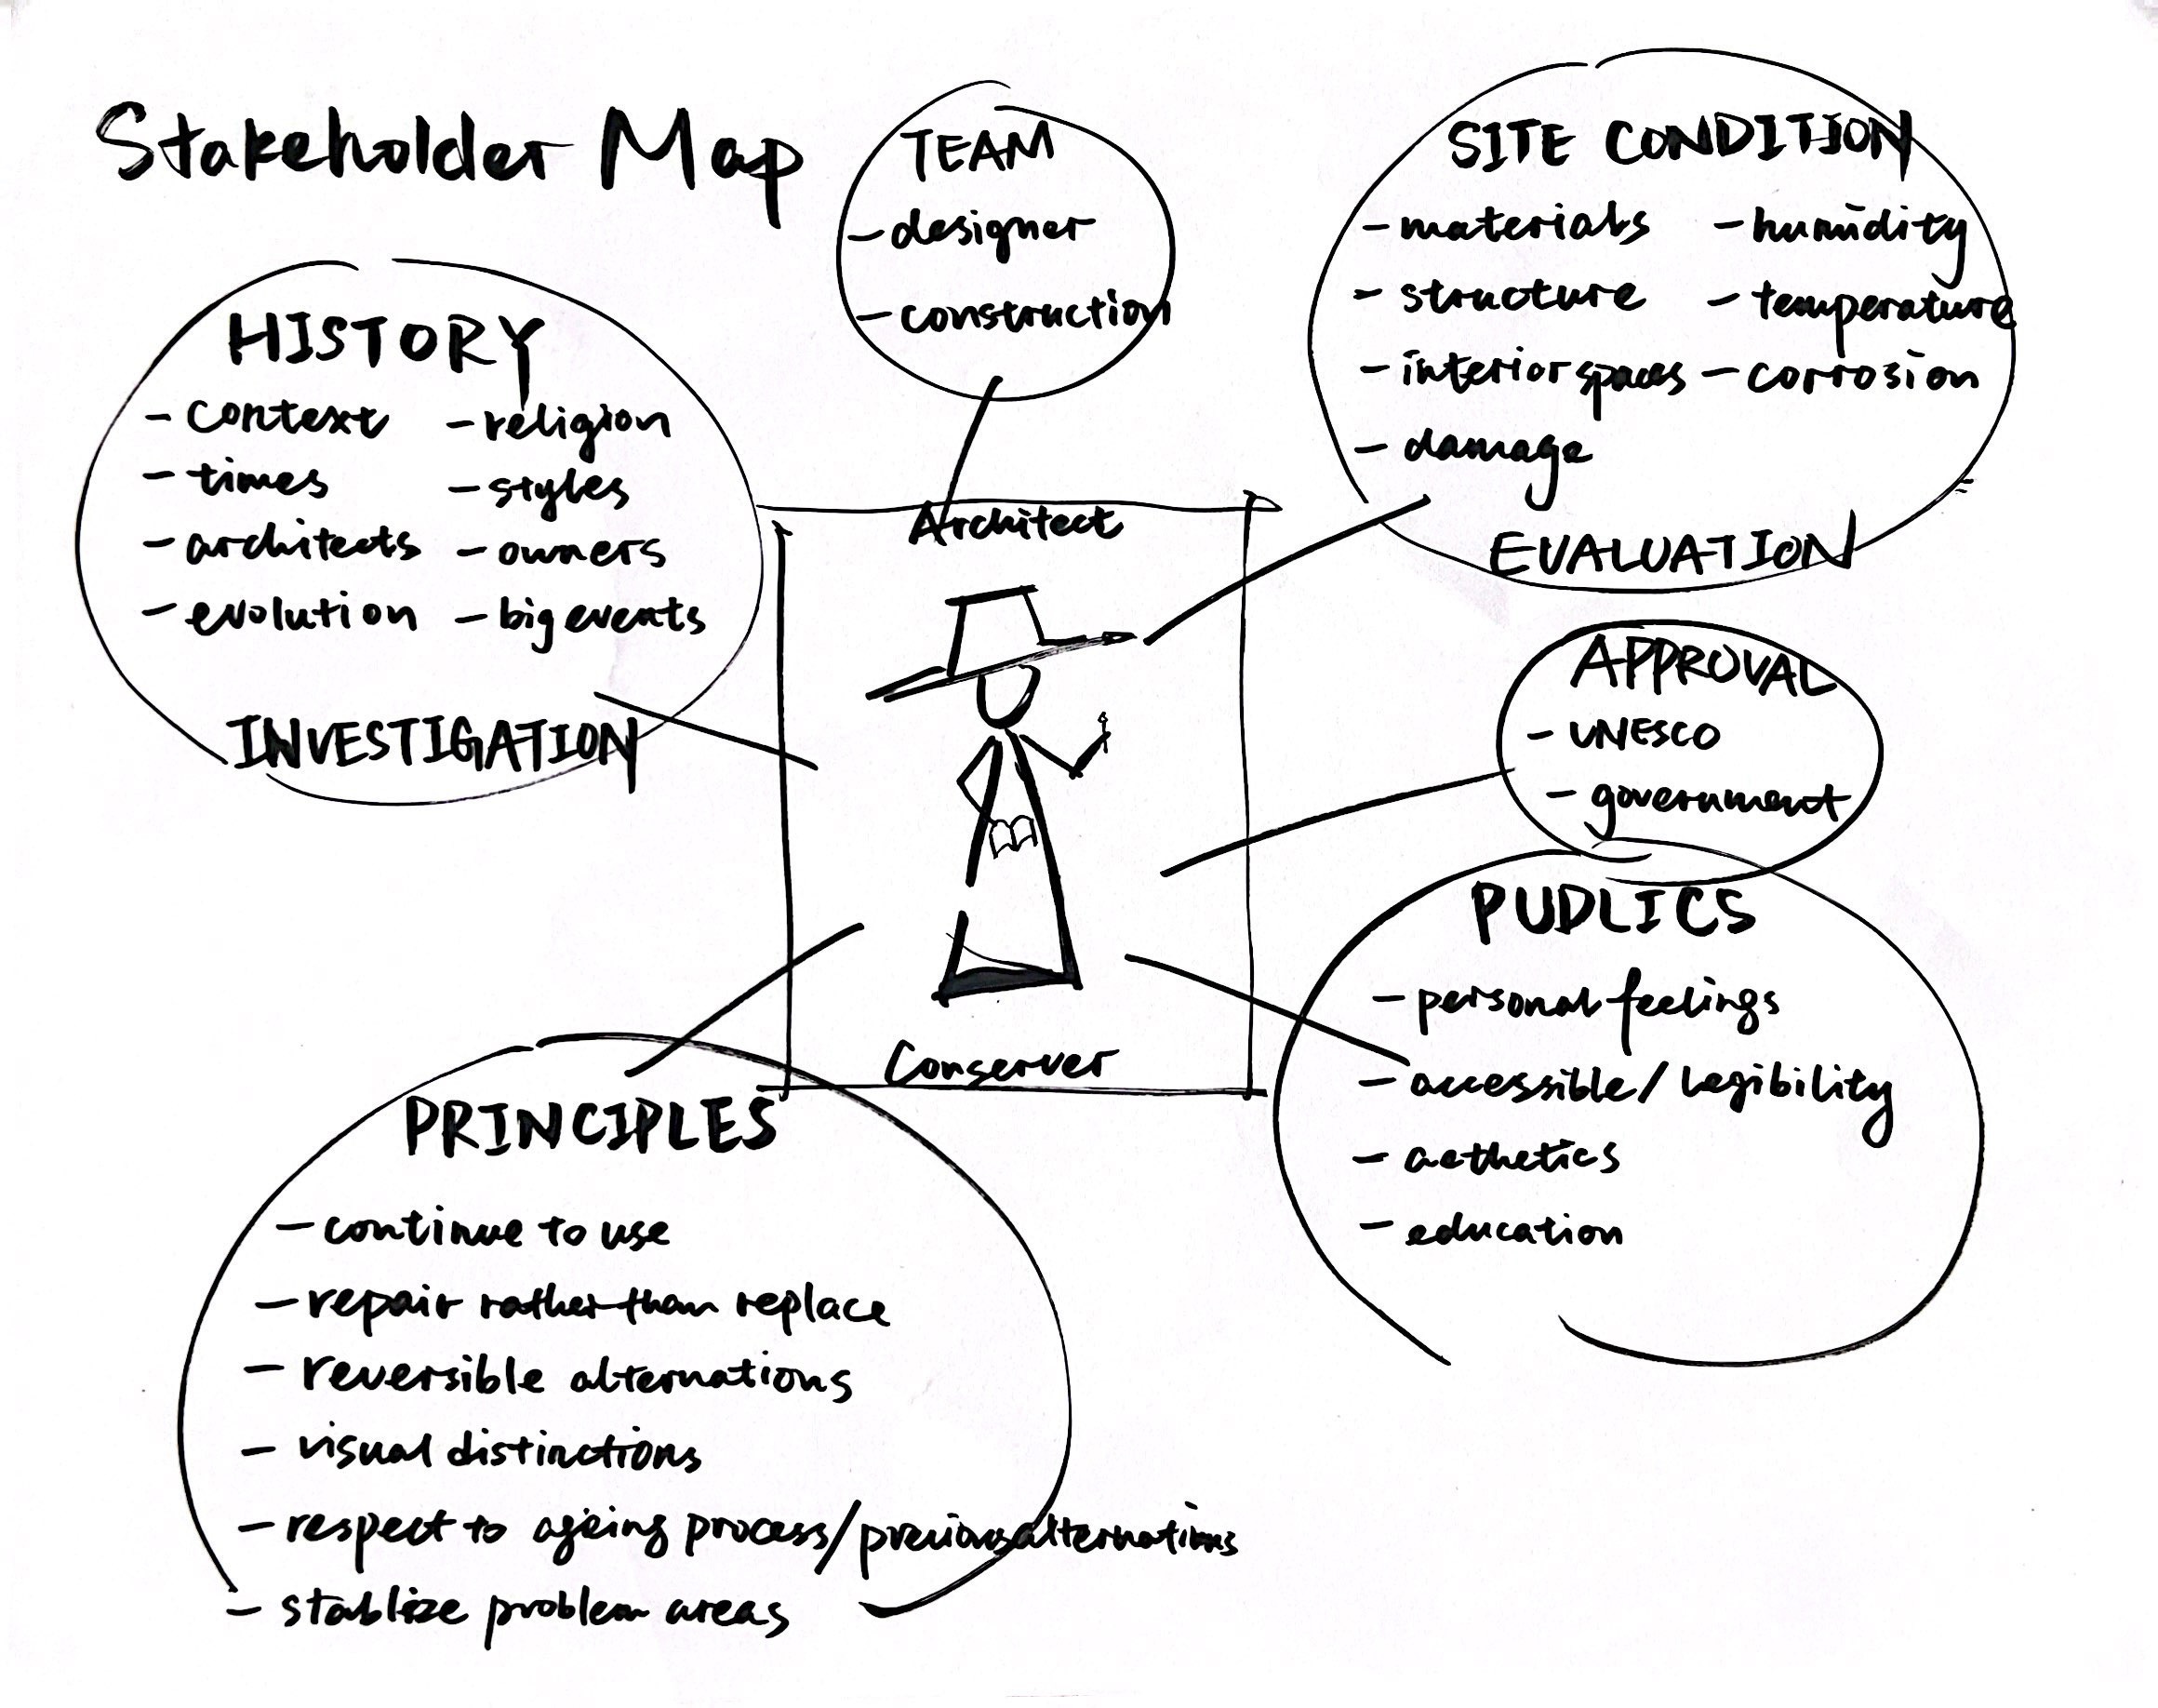 Stakeholder Map
TEAM
- designer
- construction
SITE CONDITION
- materials - humidity
- structure - temperature
- interior spaces - corrosion
- damage
EVALUATION
HISTORY
- context - religion
- times - styles
- architects - owners
- evolution - big events
INVESTIGATION
Architect
Conserver
APPROVAL
- UNESCO
- government
PUDLICS
- personal feelings
- accessible / legibility
- aethetics
- education
PRINCIPLES
- continue to use
- repair rather than replace
- reversible alternations
- visual distinctions
- respect to ageing process / previous alternations
- stablize problem areas